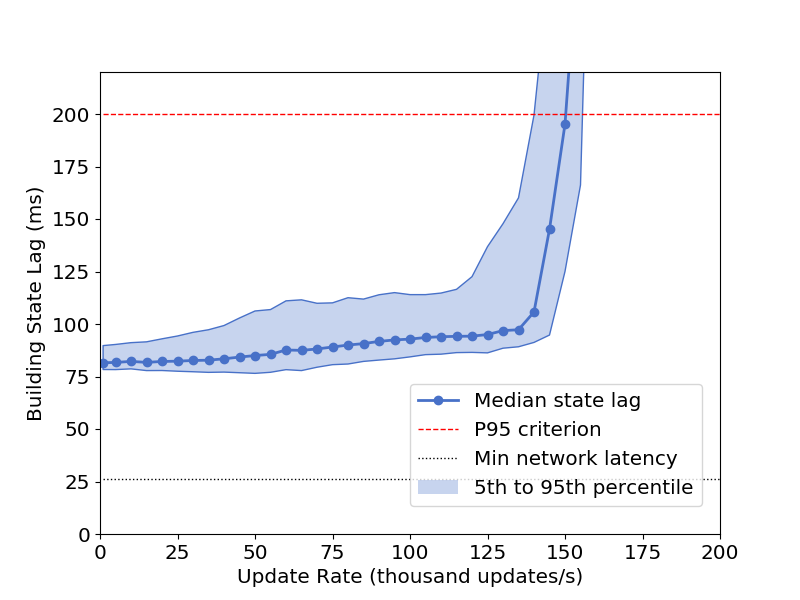 200
175
150
125
100
75
50
25
0
Building State Lag (ms)
Median state lag
P95 criterion
Min network latency
5th to 95th percentile
0 25 50 75 100 125 150 175 200
Update Rate (thousand updates/s)